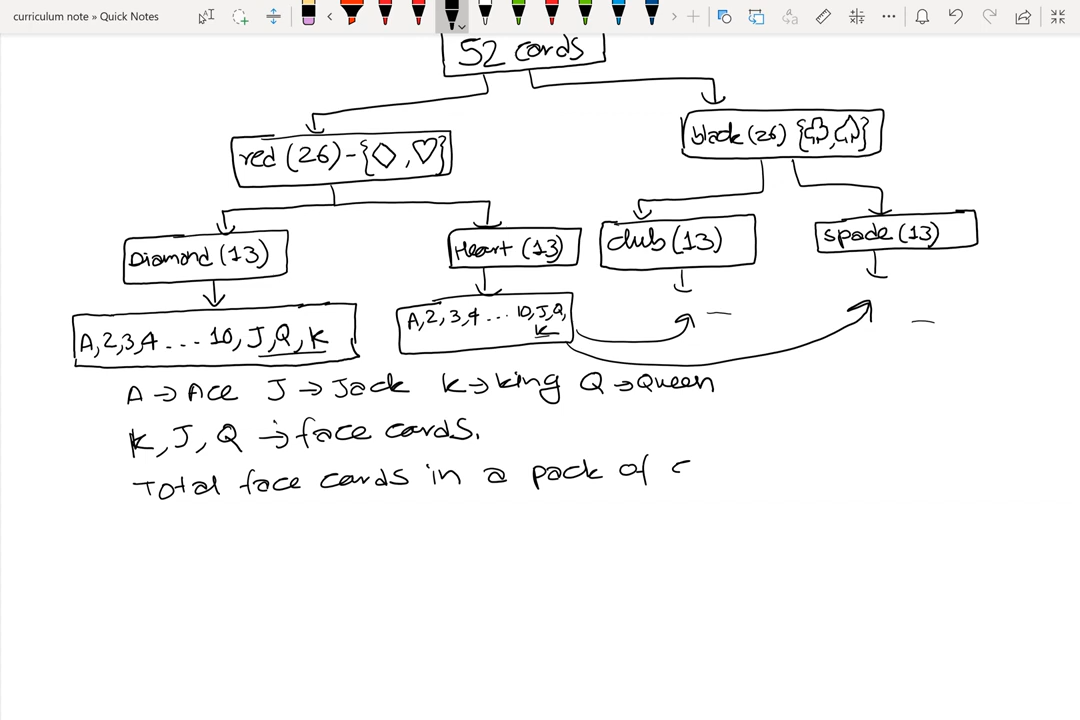 curriculum note » Quick Notes
52 cards
red (26) - {♢, ♡}
black (26) {♧, ♤}
Diamond (13)
Heart (13)
club (13)
spade (13)
A, 2, 3, 4 . . . 10, J, Q, K
A, 2, 3, 4 . . . 10, J, Q, K
A → Ace J → Jack K → king Q → Queen
K, J, Q → face cards.
Total face cards in a pack of c